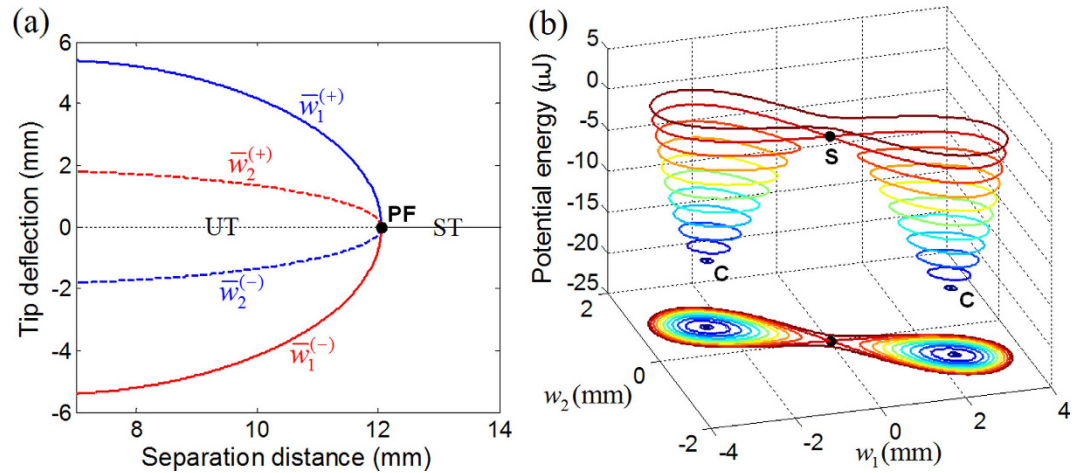 (a)
Tip deflection (mm)
6
4
2
0
-2
-4
-6
w̅₁⁽⁺⁾
w̅₂⁽⁺⁾
PF
UT
ST
w̅₂⁽⁻⁾
w̅₁⁽⁻⁾
8
10
12
14
Separation distance (mm)
(b)
Potential energy (µJ)
5
0
-5
-10
-15
-20
-25
S
C
C
2
0
-2
w₂(mm)
-4
-2
0
2
4
w₁(mm)